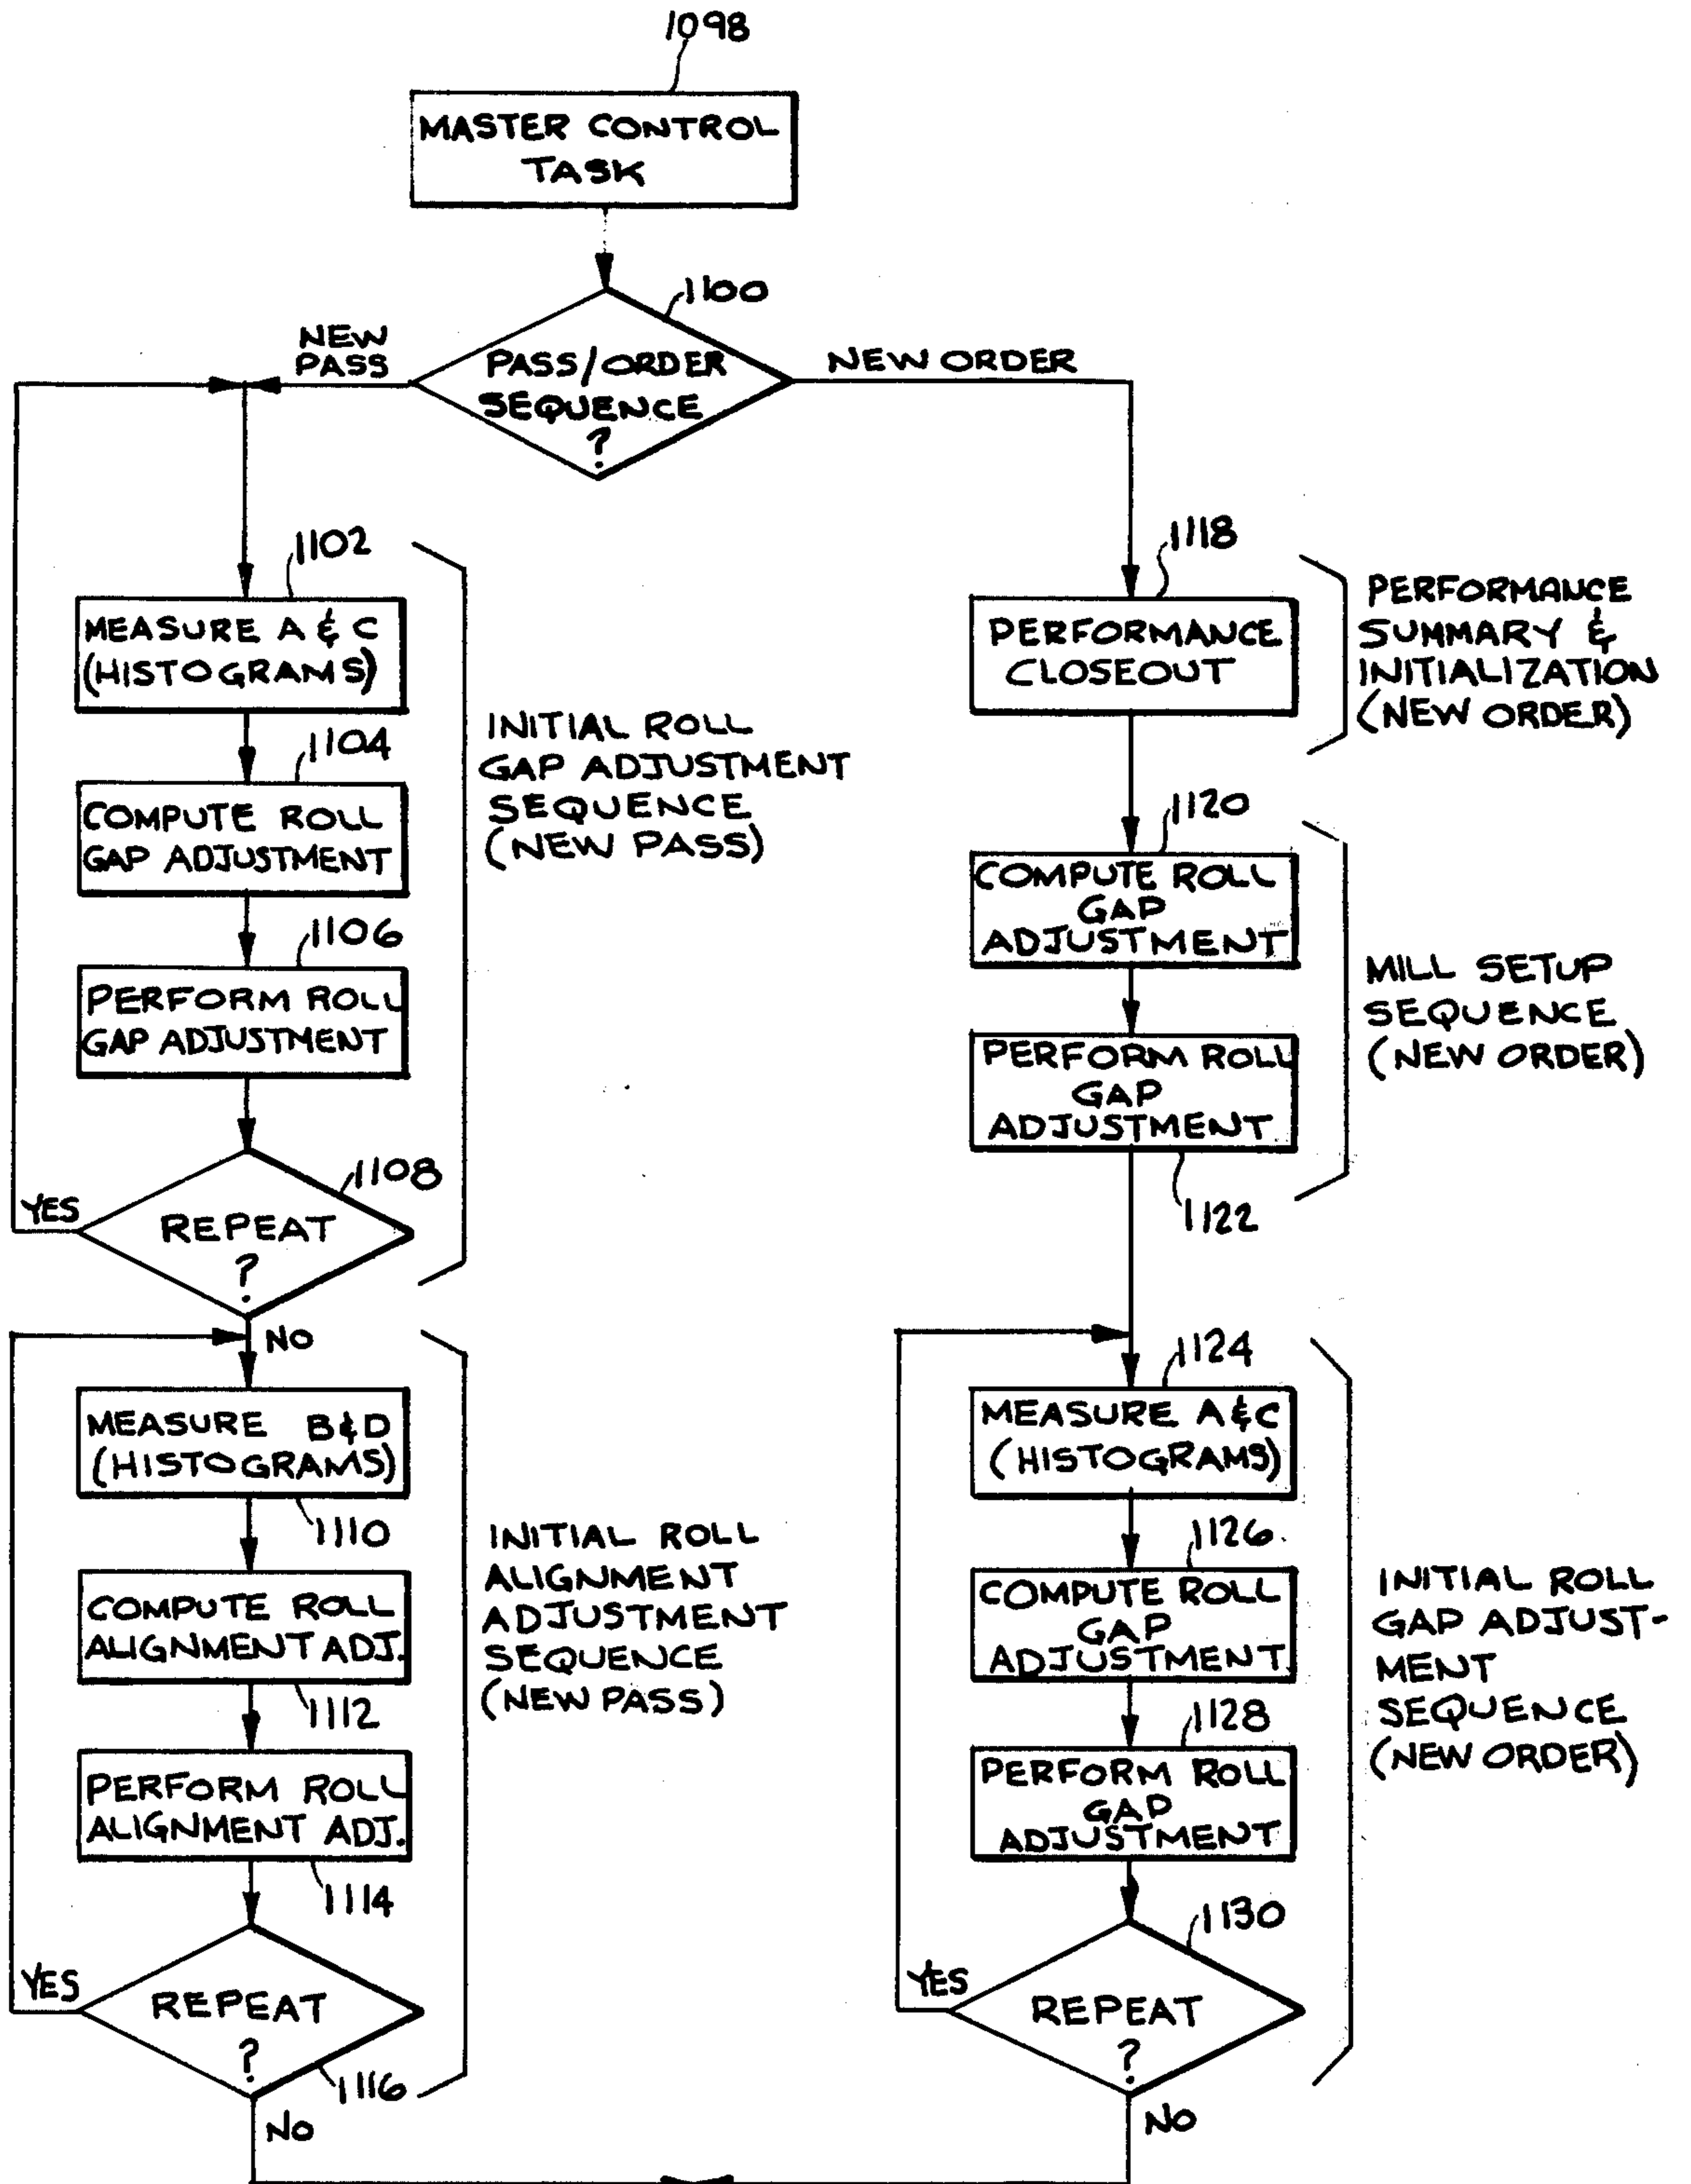 1098
MASTER CONTROL
TASK
1100
NEW
PASS
PASS/ORDER
SEQUENCE
?
NEW ORDER
1102
MEASURE A & C
(HISTOGRAMS)
1104
COMPUTE ROLL
GAP ADJUSTMENT
1106
PERFORM ROLL
GAP ADJUSTMENT
1108
YES
REPEAT
?
NO
INITIAL ROLL
GAP ADJUSTMENT
SEQUENCE
(NEW PASS)
MEASURE B&D
(HISTOGRAMS)
1110
COMPUTE ROLL
ALIGNMENT ADJ.
1112
PERFORM ROLL
ALIGNMENT ADJ.
1114
YES
REPEAT
?
1116
NO
INITIAL ROLL
ALIGNMENT
ADJUSTMENT
SEQUENCE
(NEW PASS)
1118
PERFORMANCE
CLOSEOUT
PERFORMANCE
SUMMARY &
INITIALIZATION
(NEW ORDER)
1120
COMPUTE ROLL
GAP
ADJUSTMENT
PERFORM ROLL
GAP
ADJUSTMENT
1122
MILL SETUP
SEQUENCE
(NEW ORDER)
1124
MEASURE A &C
(HISTOGRAMS)
1126
COMPUTE ROLL
GAP
ADJUSTMENT
1128
PERFORM ROLL
GAP
ADJUSTMENT
1130
YES
REPEAT
?
NO
INITIAL ROLL
GAP ADJUST-
MENT
SEQUENCE
(NEW ORDER)